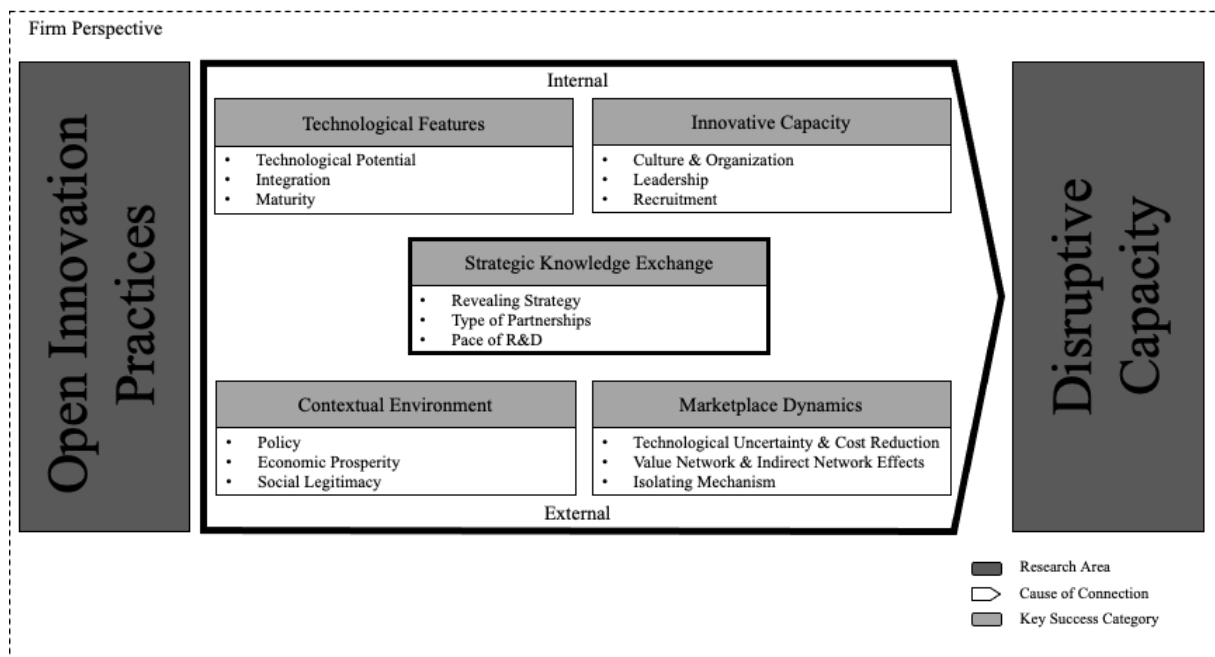 Firm Perspective
Open Innovation
Practices
Internal
Technological Features
• Technological Potential
• Integration
• Maturity
Innovative Capacity
• Culture & Organization
• Leadership
• Recruitment
Strategic Knowledge Exchange
• Revealing Strategy
• Type of Partnerships
• Pace of R&D
Contextual Environment
• Policy
• Economic Prosperity
• Social Legitimacy
Marketplace Dynamics
• Technological Uncertainty & Cost Reduction
• Value Network & Indirect Network Effects
• Isolating Mechanism
External
Disruptive
Capacity
Research Area
Cause of Connection
Key Success Category